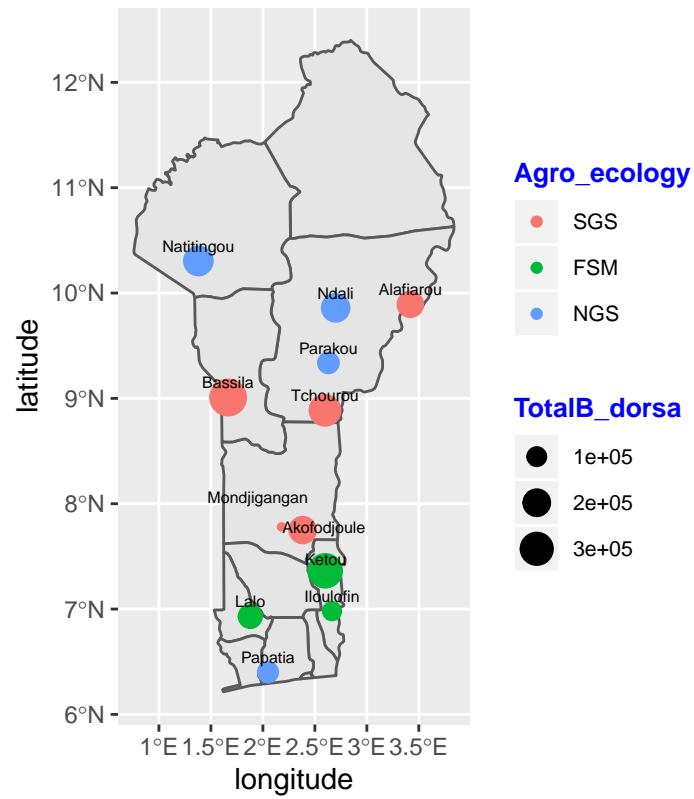 12°N
11°N
10°N
9°N
8°N
7°N
6°N
latitude
Natitingou
Ndali
Alafiarou
Parakou
Bassila
Tchourou
Mondjigangan
Akofodjoule
Ketou
Iloulofin
Lalo
Papatia
1°E 1.5°E 2°E 2.5°E 3°E 3.5°E
longitude
Agro_ecology
SGS
FSM
NGS
TotalB_dorsa
1e+05
2e+05
3e+05